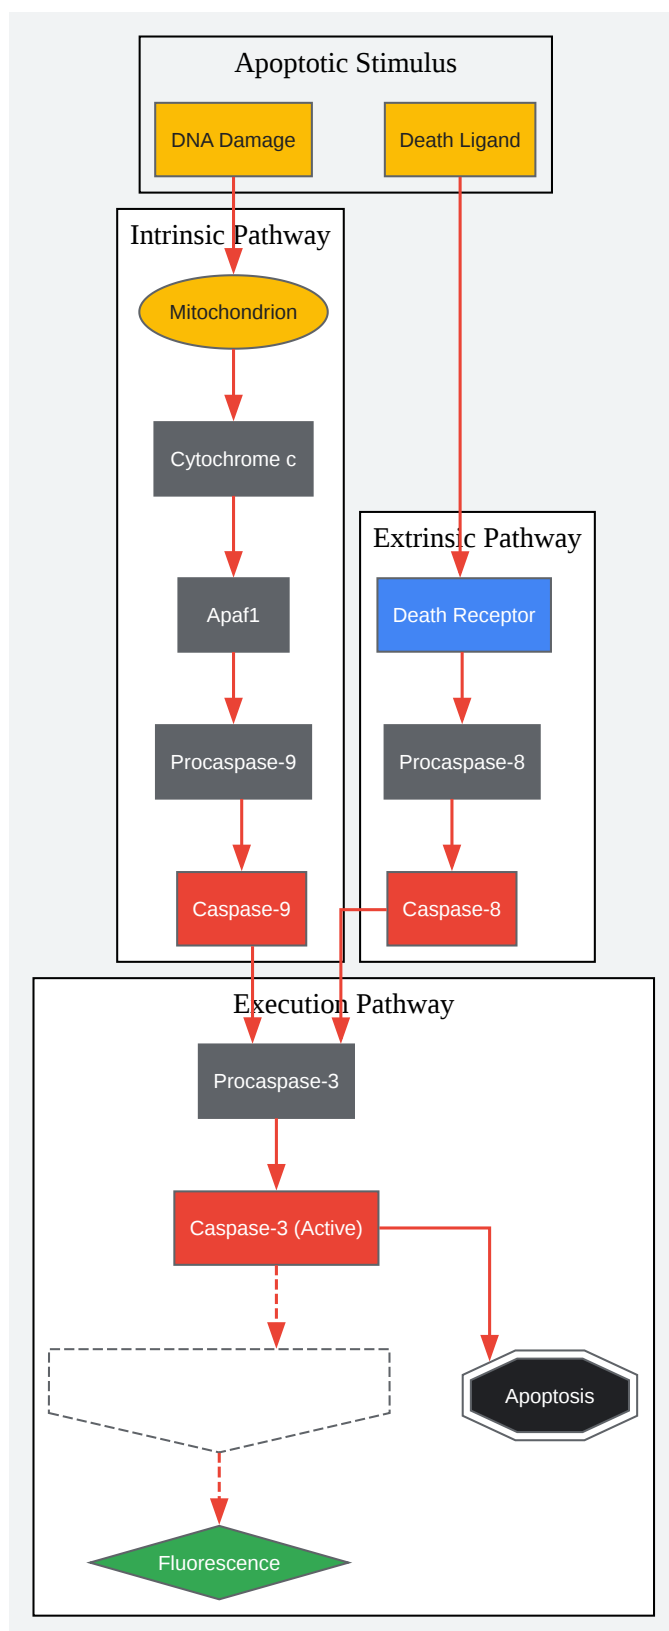 Apoptotic Stimulus
DNA Damage
Death Ligand
Intrinsic Pathway
Mitochondrion
Cytochrome c
Extrinsic Pathway
Apaf1
Death Receptor
Procaspase-9
Procaspase-8
Caspase-9
Caspase-8
Execution Pathway
Procaspase-3
Caspase-3 (Active)
Apoptosis
Fluorescence